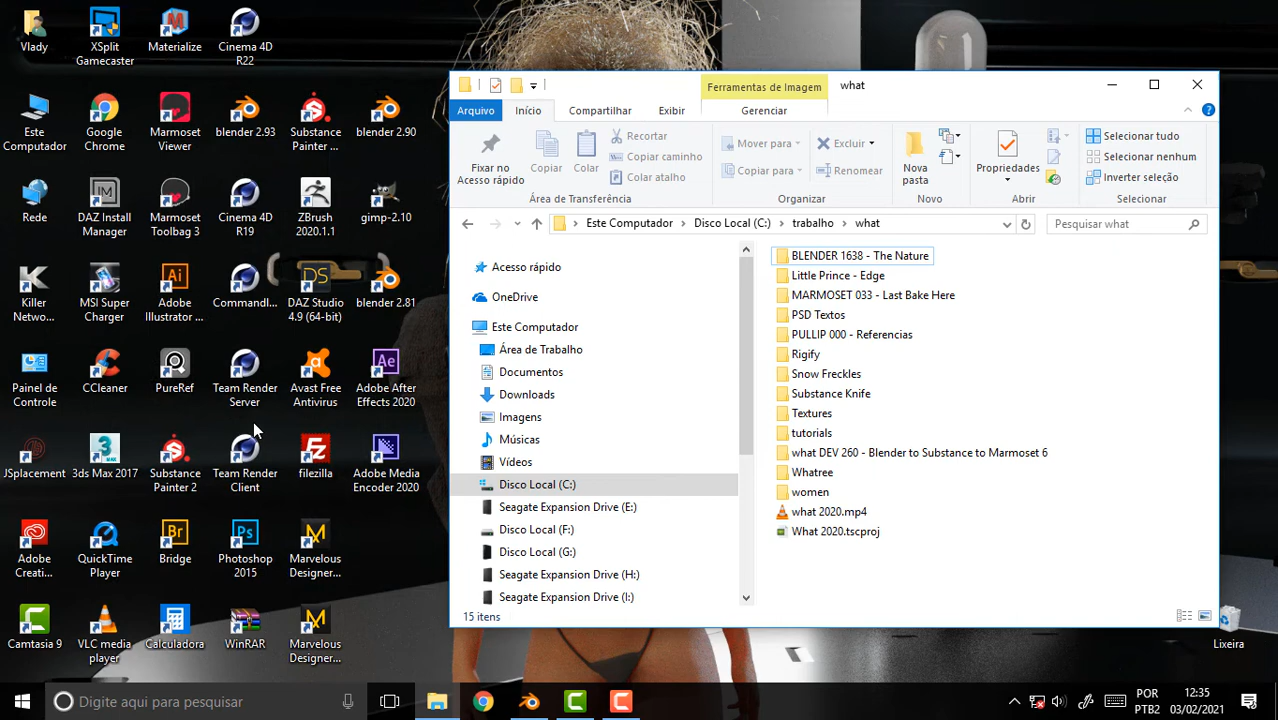 Vlady
XSplit Gamecaster
Materialize
Cinema 4D R22
Este Computador
Google Chrome
Marmoset Viewer
blender 2.93
Substance Painter ...
blender 2.90
Rede
DAZ Install Manager
Marmoset Toolbag 3
Cinema 4D R19
ZBrush 2020.1.1
gimp-2.10
Killer Netwo...
MSI Super Charger
Adobe Illustrator ...
CommandL...
DAZ Studio 4.9 (64-bit)
blender 2.81
Painel de Controle
CCleaner
PureRef
Team Render Server
Avast Free Antivirus
Adobe After Effects 2020
JSplacement
3ds Max 2017
Substance Painter 2
Team Render Client
filezilla
Adobe Media Encoder 2020
Adobe Creati...
QuickTime Player
Bridge
Photoshop 2015
Marvelous Designer...
Camtasia 9
VLC media player
Calculadora
WinRAR
Marvelous Designer...
Lixeira
Ferramentas de Imagem
what
Arquivo
Início
Compartilhar
Exibir
Gerenciar
Fixar no Acesso rápido
Copiar
Colar
Recortar
Copiar caminho
Colar atalho
Área de Transferência
Mover para
Copiar para
Excluir
Renomear
Organizar
Nova pasta
Novo
Propriedades
Abrir
Selecionar tudo
Selecionar nenhum
Inverter seleção
Selecionar
Este Computador > Disco Local (C:) > trabalho > what
Pesquisar what
Acesso rápido
OneDrive
Este Computador
Área de Trabalho
Documentos
Downloads
Imagens
Músicas
Vídeos
Disco Local (C:)
Seagate Expansion Drive (E:)
Disco Local (F:)
Disco Local (G:)
Seagate Expansion Drive (H:)
Seagate Expansion Drive (I:)
BLENDER 1638 - The Nature
Little Prince - Edge
MARMOSET 033 - Last Bake Here
PSD Textos
PULLIP 000 - Referencias
Rigify
Snow Freckles
Substance Knife
Textures
tutorials
what DEV 260 - Blender to Substance to Marmoset 6
Whatree
women
what 2020.mp4
What 2020.tscproj
15 itens
Digite aqui para pesquisar
POR
PTB2
12:35
03/02/2021